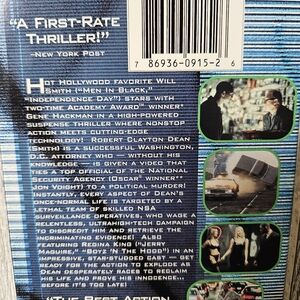 "A FIRST-RATE
THRILLER!"
–NEW YORK POST
7 86936-0915-2 6
HOT HOLLYWOOD FAVORITE WILL
SMITH ("MEN IN BLACK,"
"INDEPENDENCE DAY") STARS WITH
TWO-TIME ACADEMY AWARD® WINNER*
GENE HACKMAN IN A HIGH-POWERED
SUSPENSE THRILLER WHERE NONSTOP
ACTION MEETS CUTTING-EDGE
TECHNOLOGY! ROBERT CLAYTON DEAN
(SMITH) IS A SUCCESSFUL WASHINGTON,
D.C. ATTORNEY WHO — WITHOUT HIS
KNOWLEDGE — IS GIVEN A VIDEO THAT
TIES A TOP OFFICIAL OF THE NATIONAL
SECURITY AGENCY (OSCAR® WINNER**
JON VOIGHT) TO A POLITICAL MURDER!
INSTANTLY, EVERY ASPECT OF DEAN'S
ONCE-NORMAL LIFE IS TARGETED BY
A LETHAL TEAM OF SKILLED NSA
SURVEILLANCE OPERATIVES, WHO WAGE A
RELENTLESS, ULTRAHIGH-TECH CAMPAIGN
TO DISCREDIT HIM AND RETRIEVE THE
INCRIMINATING EVIDENCE! ALSO
FEATURING REGINA KING ("JERRY
MAGUIRE," "BOYZ 'N THE HOOD") IN AN
IMPRESSIVE, STAR-STUDDED CAST — GET
READY FOR THE ACTION TO EXPLODE AS
DEAN DESPERATELY RACES TO RECLAIM
HIS LIFE AND PROVE HIS INNOCENCE...
BEFORE IT'S TOO LATE!
"THE BEST ACTION